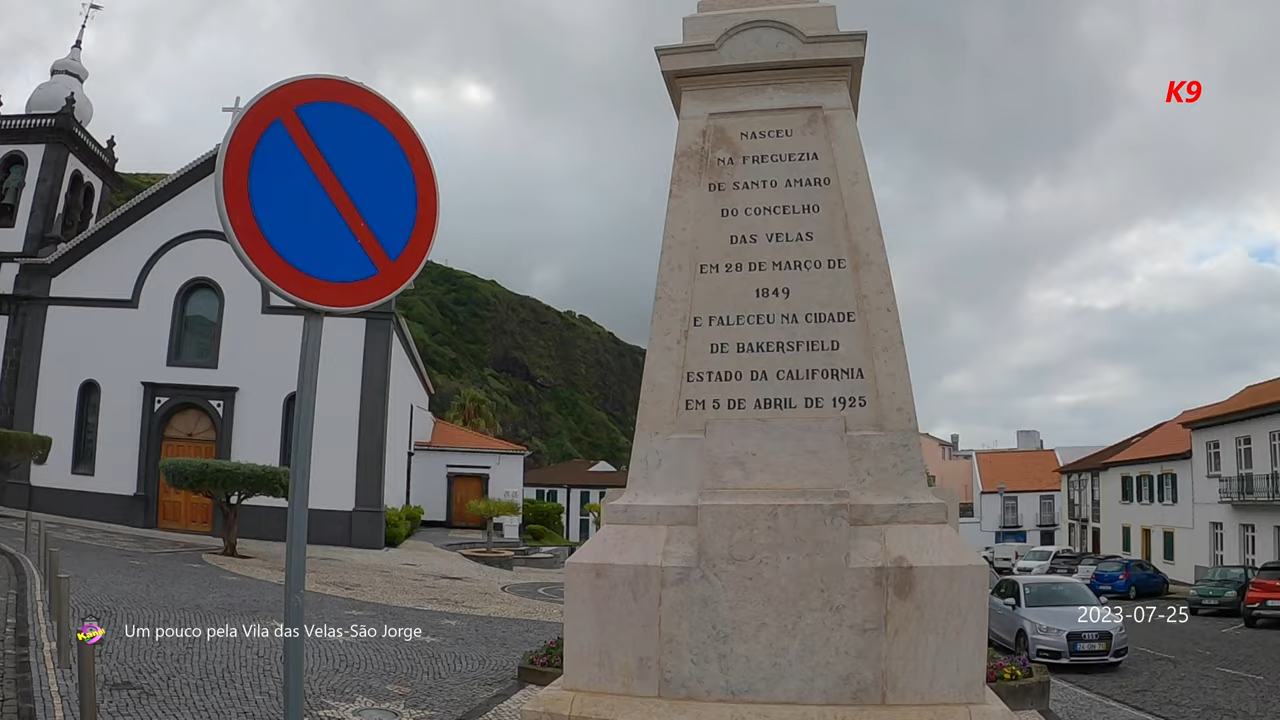 K9
NASCEU
NA FREGUEZIA
DE SANTO AMARO
DO CONCELHO
DAS VELAS
EM 28 DE MARÇO DE
1849
E FALECEU NA CIDADE
DE BAKERSFIELD
ESTADO DA CALIFORNIA
EM 5 DE ABRIL DE 1925
2023-07-25
Kanal
Um pouco pela Vila das Velas-São Jorge